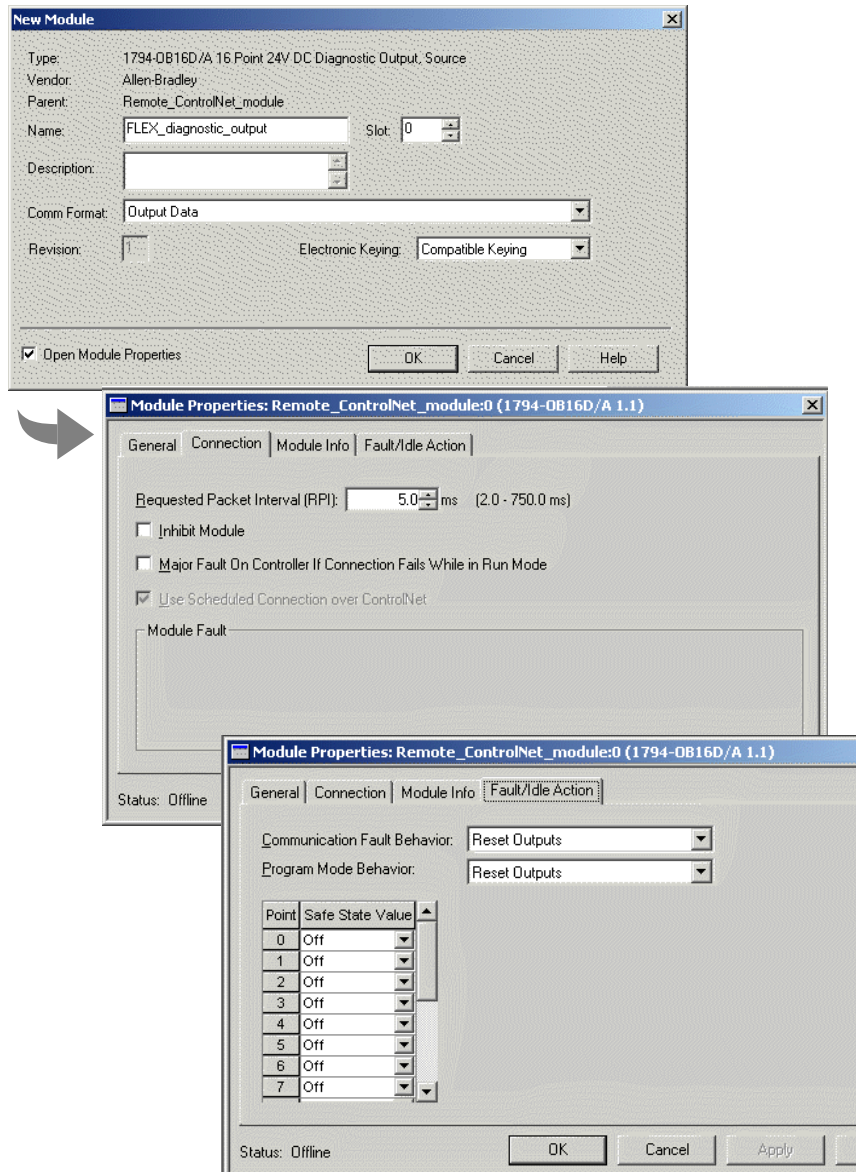 New Module
Type: 1794-OB16D/A 16 Point 24V DC Diagnostic Output, Source
Vendor: Allen-Bradley
Parent: Remote_ControlNet_module
Name: FLEX_diagnostic_output Slot: 0
Description:
Comm Format: Output Data
Revision: 1 Electronic Keying: Compatible Keying
Open Module Properties OK Cancel Help
Module Properties: Remote_ControlNet_module:0 (1794-OB16D/A 1.1)
General Connection Module Info Fault/Idle Action
Requested Packet Interval (RPI): 5.0 ms (2.0 - 750.0 ms)
Inhibit Module
Major Fault On Controller If Connection Fails While in Run Mode
Use Scheduled Connection over ControlNet
Module Fault
Status: Offline
Module Properties: Remote_ControlNet_module:0 (1794-OB16D/A 1.1)
General Connection Module Info Fault/Idle Action
Communication Fault Behavior: Reset Outputs
Program Mode Behavior: Reset Outputs
Point Safe State Value
0 Off
1 Off
2 Off
3 Off
4 Off
5 Off
6 Off
7 Off
Status: Offline OK Cancel Apply